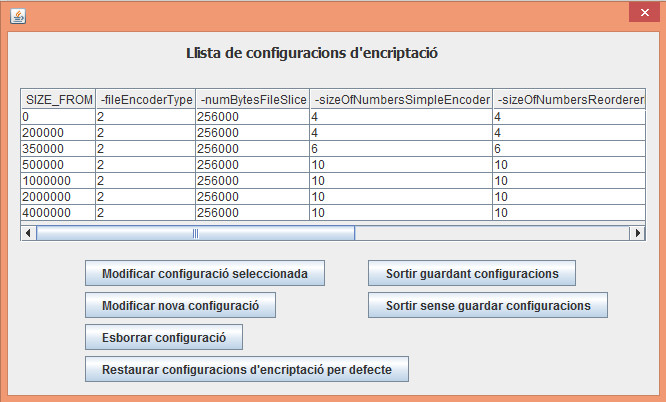 Llista de configuracions d'encriptació
SIZE_FROM -fileEncoderType -numBytesFileSlice -sizeOfNumbersSimpleEncoder -sizeOfNumbersReorderer
0 2 256000 4 4
200000 2 256000 4 4
350000 2 256000 6 6
500000 2 256000 10 10
1000000 2 256000 10 10
2000000 2 256000 10 10
4000000 2 256000 10 10
Modificar configuració seleccionada Sortir guardant configuracions
Modificar nova configuració Sortir sense guardar configuracions
Esborrar configuració
Restaurar configuracions d'encriptació per defecte